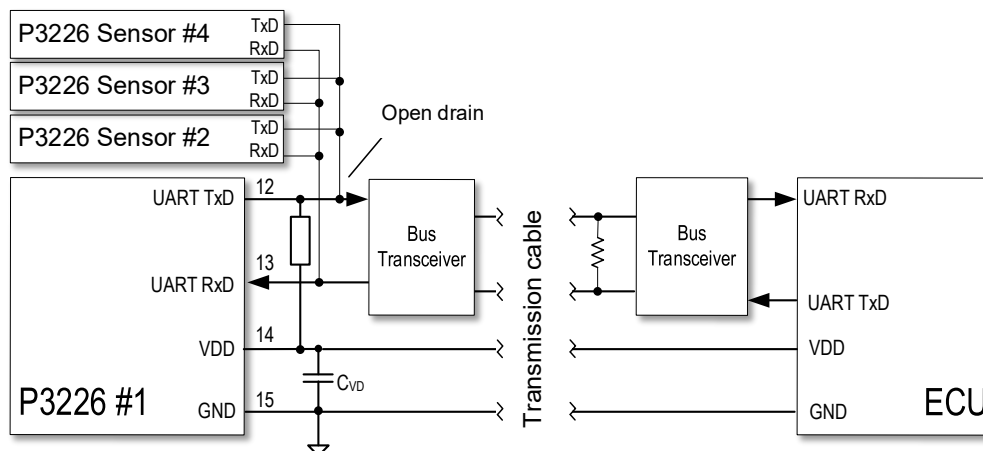 P3226 Sensor #4
TxD
RxD
P3226 Sensor #3
TxD
RxD
P3226 Sensor #2
TxD
RxD
Open drain
UART TxD
12
UART RxD
13
VDD
14
GND
15
P3226 #1
CVD
Bus
Transceiver
Transmission cable
Bus
Transceiver
UART RxD
UART TxD
VDD
GND
ECU